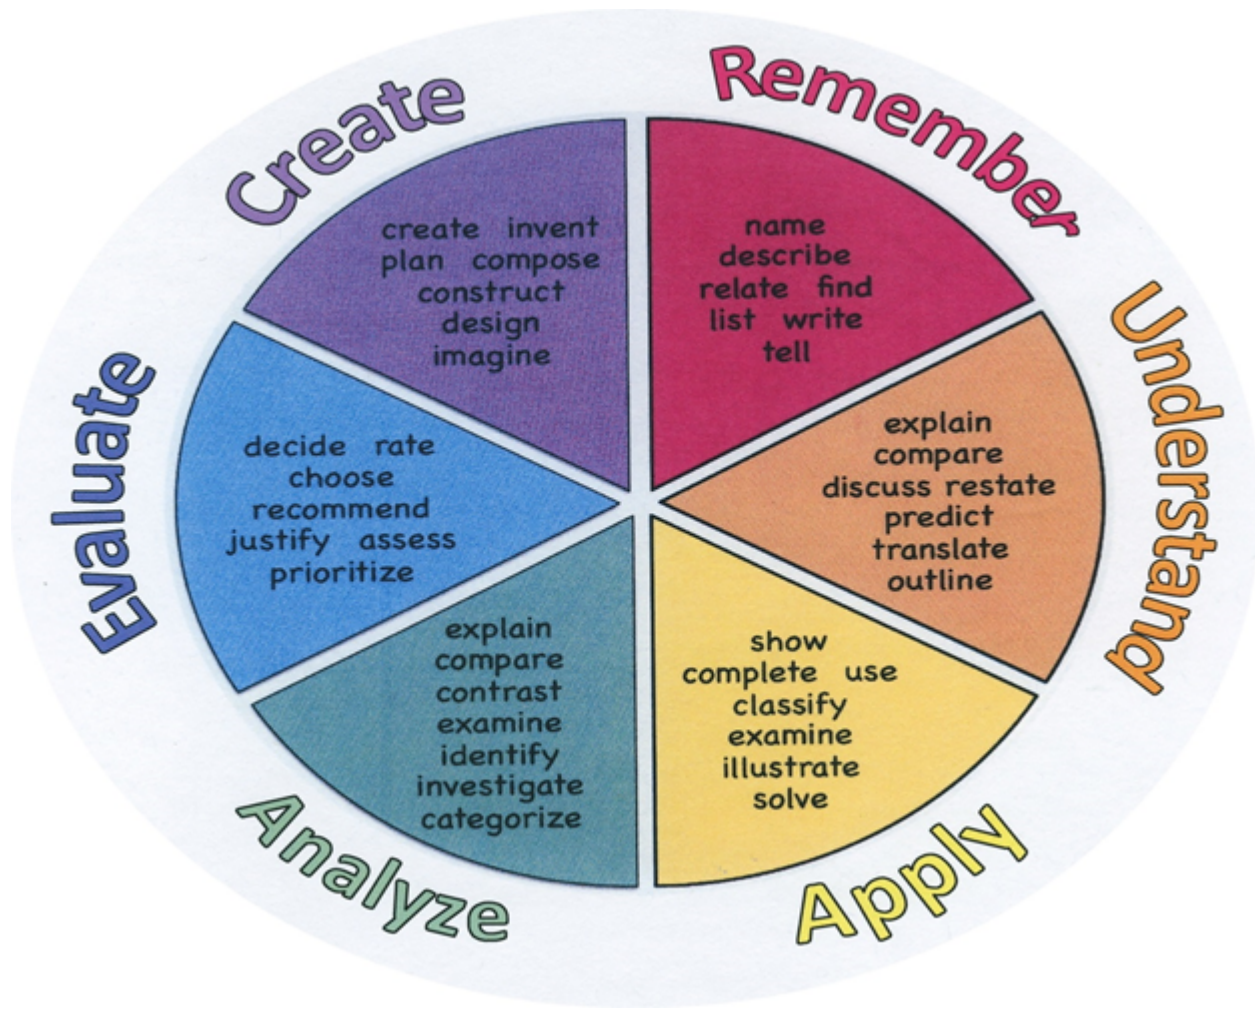 Remember
name
describe
relate find
list write
tell
Understand
explain
compare
discuss restate
predict
translate
outline
Apply
show
complete use
classify
examine
illustrate
solve
Analyze
explain
compare
contrast
examine
identify
investigate
categorize
Evaluate
decide rate
choose
recommend
justify assess
prioritize
Create
create invent
plan compose
construct
design
imagine